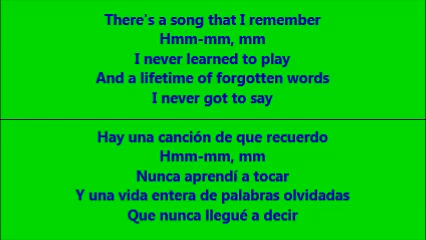 There's a song that I remember
Hmm-mm, mm
I never learned to play
And a lifetime of forgotten words
I never got to say
Hay una canción de que recuerdo
Hmm-mm, mm
Nunca aprendí a tocar
Y una vida entera de palabras olvidadas
Que nunca llegué a decir